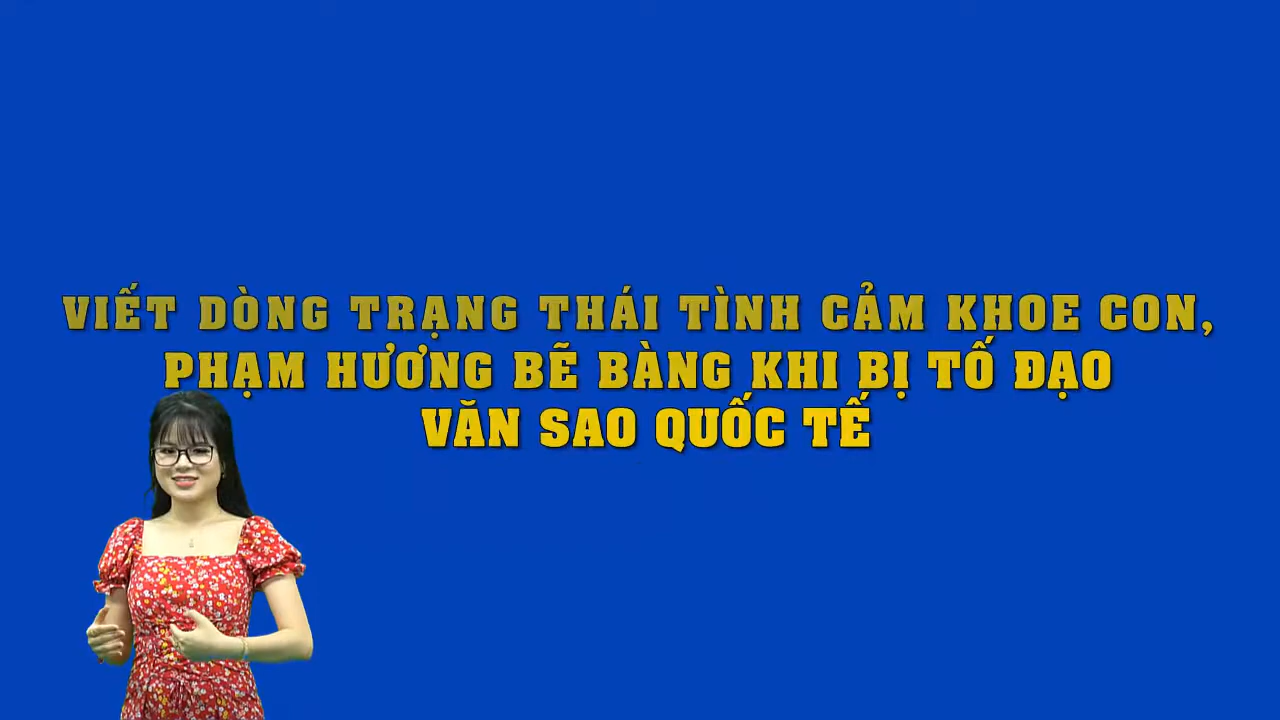 VIẾT DÒNG TRẠNG THÁI TÌNH CẢM KHOE CON,
PHẠM HƯƠNG BẼ BÀNG KHI BỊ TỐ ĐẠO
VĂN SAO QUỐC TẾ